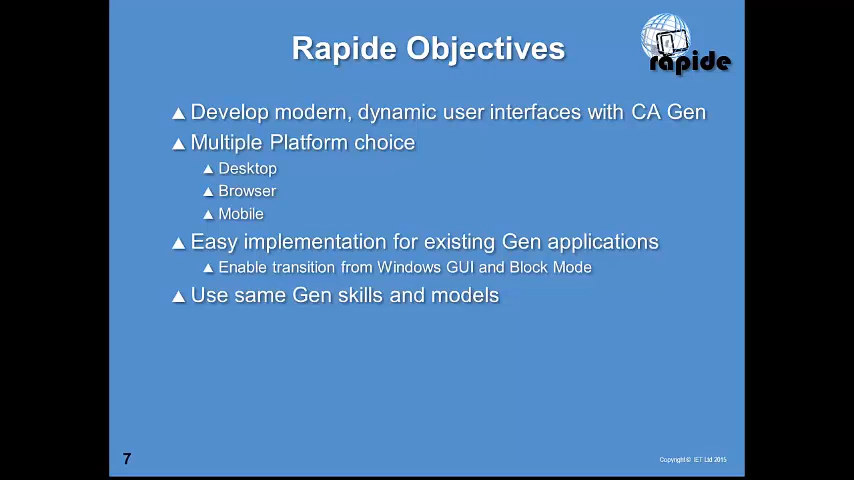 Rapide Objectives
rapide
Develop modern, dynamic user interfaces with CA Gen
Multiple Platform choice
Desktop
Browser
Mobile
Easy implementation for existing Gen applications
Enable transition from Windows GUI and Block Mode
Use same Gen skills and models
7
Copyright © IET Ltd 2015